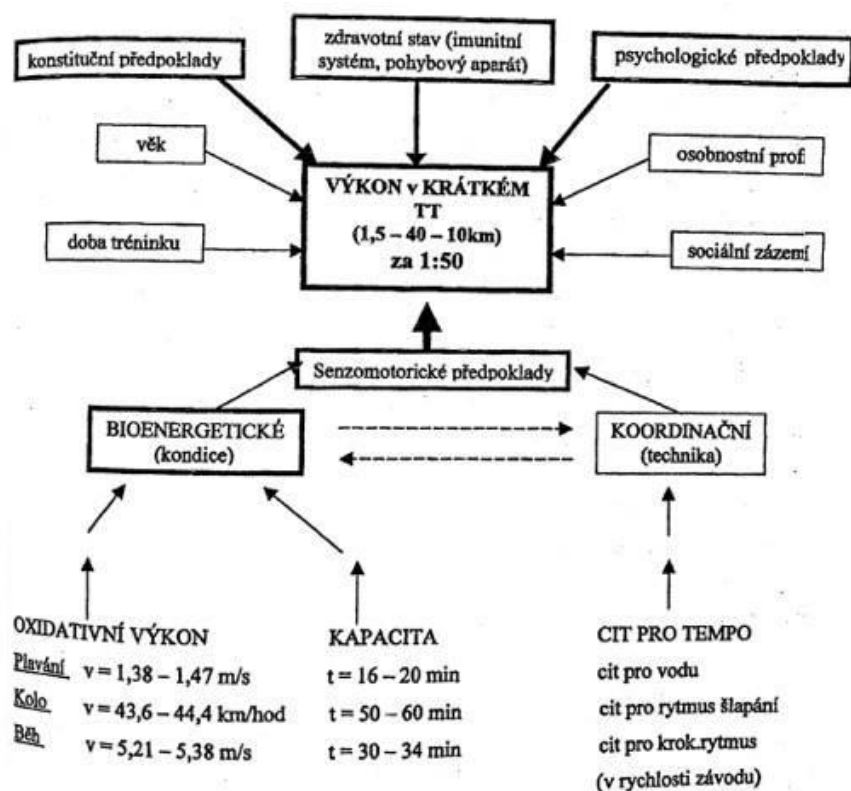 konstituční předpoklady
zdravotní stav (imunitní
systém, pohybový aparát)
psychologické předpoklady
věk
osobnostní prof
VÝKON v KRÁTKÉM
TT
(1,5 – 40 – 10km)
za 1:50
doba tréninku
sociální zázemí
Senzomotorické předpoklady
BIOENERGETICKÉ
(kondice)
KOORDINAČNÍ
(technika)
OXIDATIVNÍ VÝKON
KAPACITA
CIT PRO TEMPO
Plavání v = 1,38 – 1,47 m/s
t = 16 – 20 min
cit pro vodu
Kolo v = 43,6 – 44,4 km/hod
t = 50 – 60 min
cit pro rytmus šlapání
Běh v = 5,21 – 5,38 m/s
t = 30 – 34 min
cit pro krok.rytmus
(v rychlosti závodu)